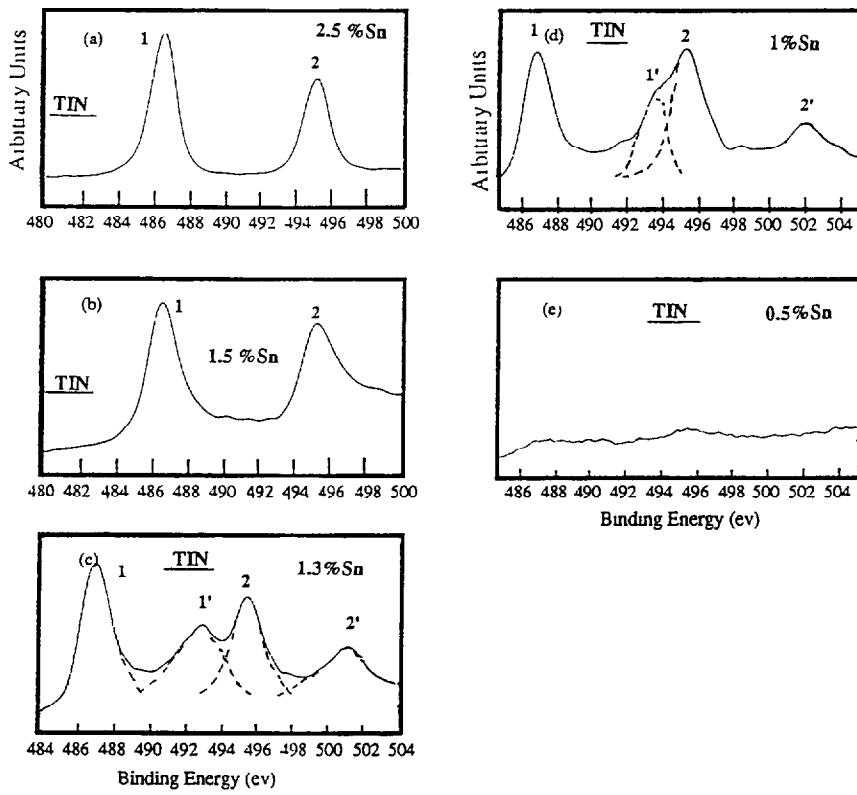 Arbitrary Units
(a)
1
2.5 %Sn
2
TIN
480 482 484 486 488 490 492 494 496 498 500
(b)
1
2
1.5 %Sn
TIN
480 482 484 486 488 490 492 494 496 498 500
(c)
1
TIN
1.3%Sn
1'
2
2'
484 486 488 490 492 494 496 498 500 502 504
Binding Energy (ev)
Arbitrary Units
1
(d)
TIN
2
1%Sn
1'
2'
486 488 490 492 494 496 498 500 502 504
(e)
TIN
0.5%Sn
486 488 490 492 494 496 498 500 502 504
Binding Energy (ev)